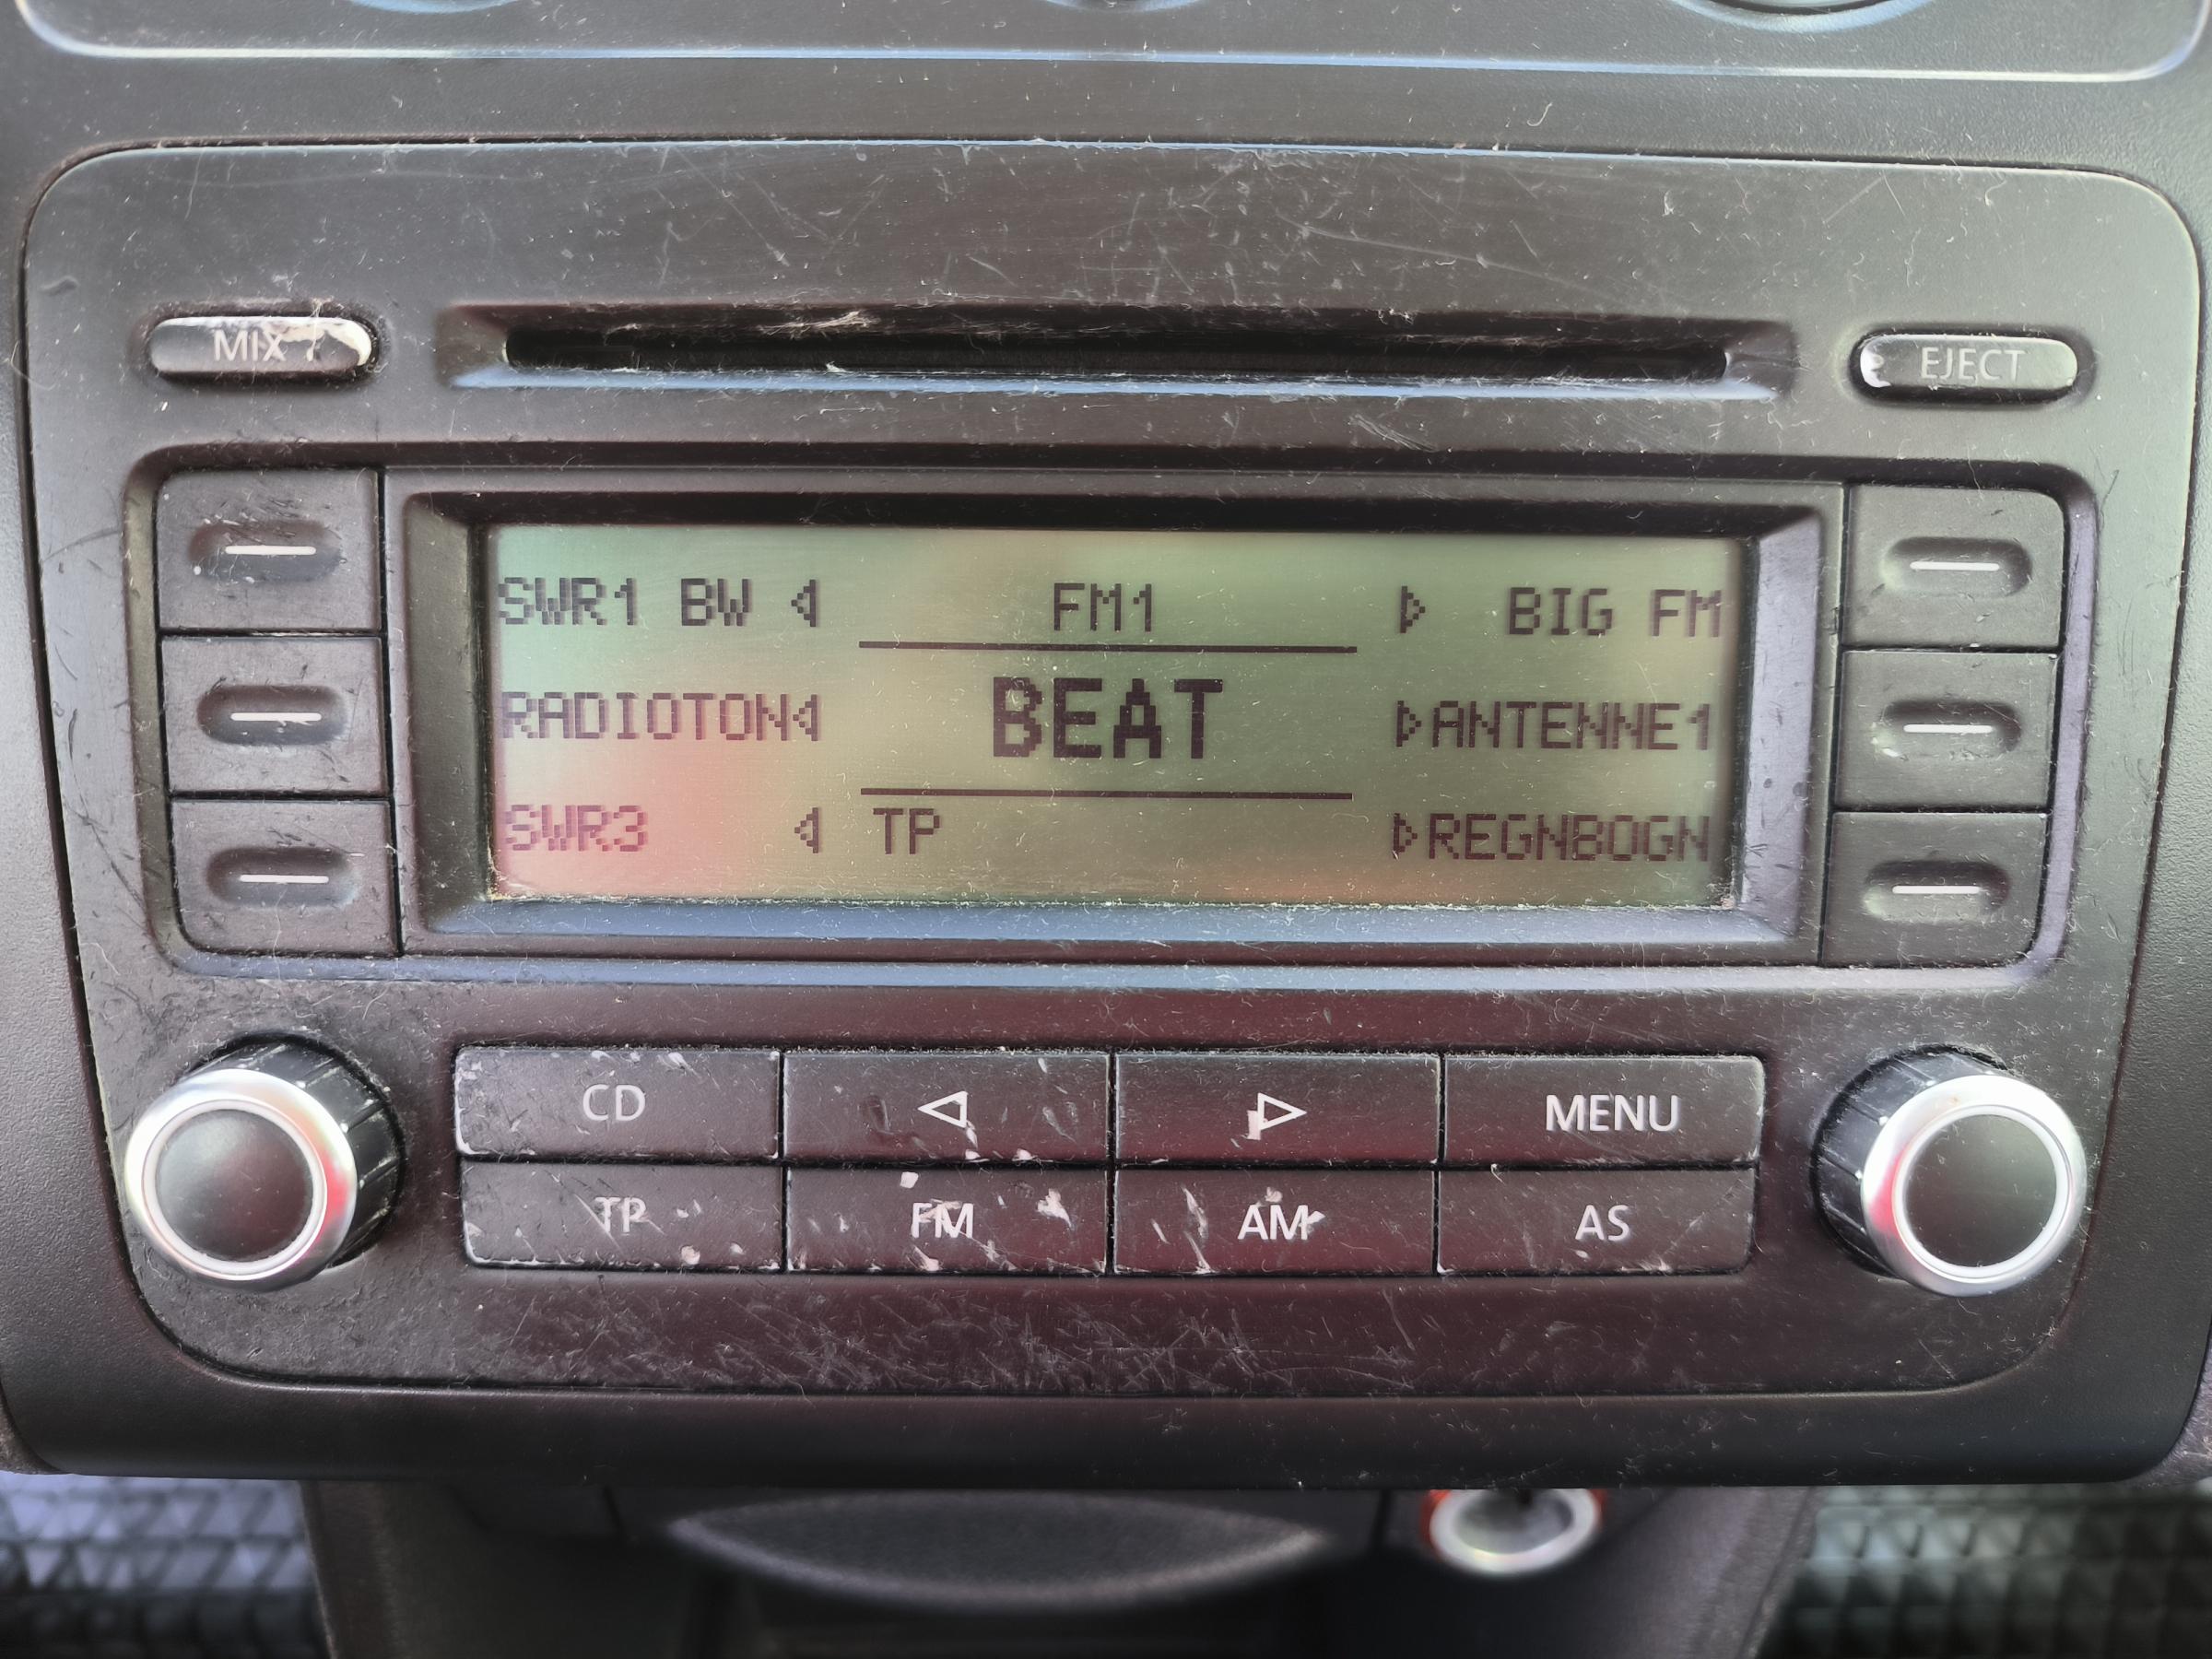 MIX
EJECT
SWR1 BW FM1 BIG FM
RADIOTON BEAT ANTENNE1
SWR3 TP REGNBOGN
CD MENU
TP FM AM AS